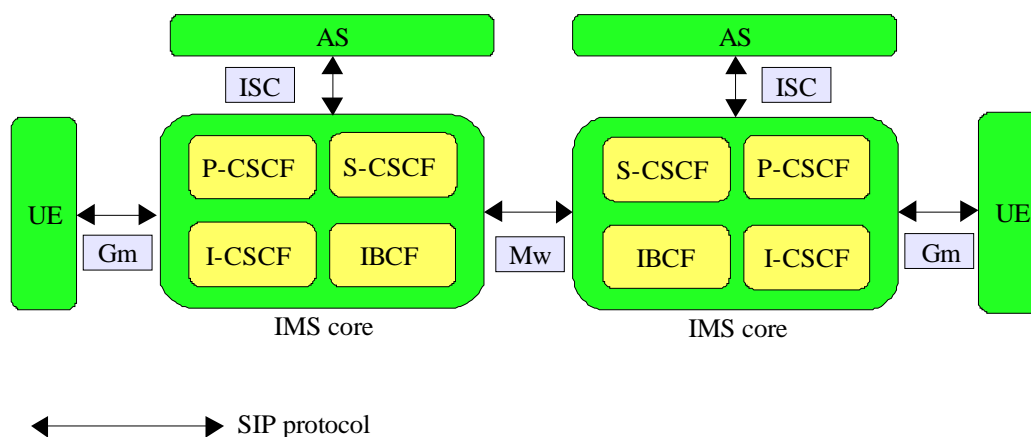 AS
AS
ISC
ISC
P-CSCF
S-CSCF
S-CSCF
P-CSCF
UE
UE
Gm
I-CSCF
IBCF
Mw
IBCF
I-CSCF
Gm
IMS core
IMS core
SIP protocol